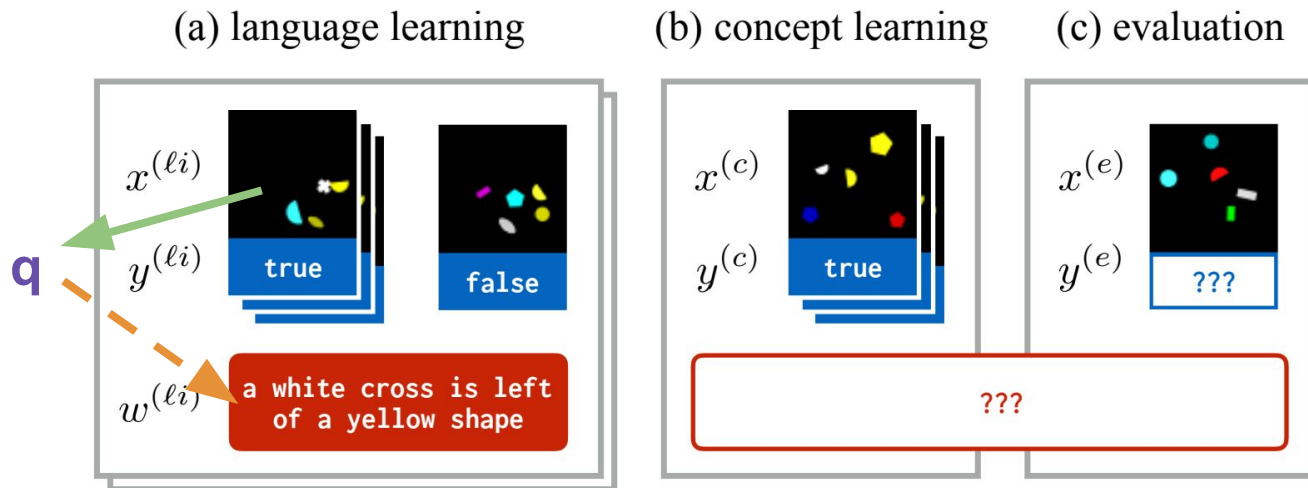 (a) language learning
(b) concept learning
(c) evaluation
x^{(ℓi)}
y^{(ℓi)}
true
false
q
w^{(ℓi)}
a white cross is left
of a yellow shape
x^{(c)}
y^{(c)}
true
x^{(e)}
y^{(e)}
???
???